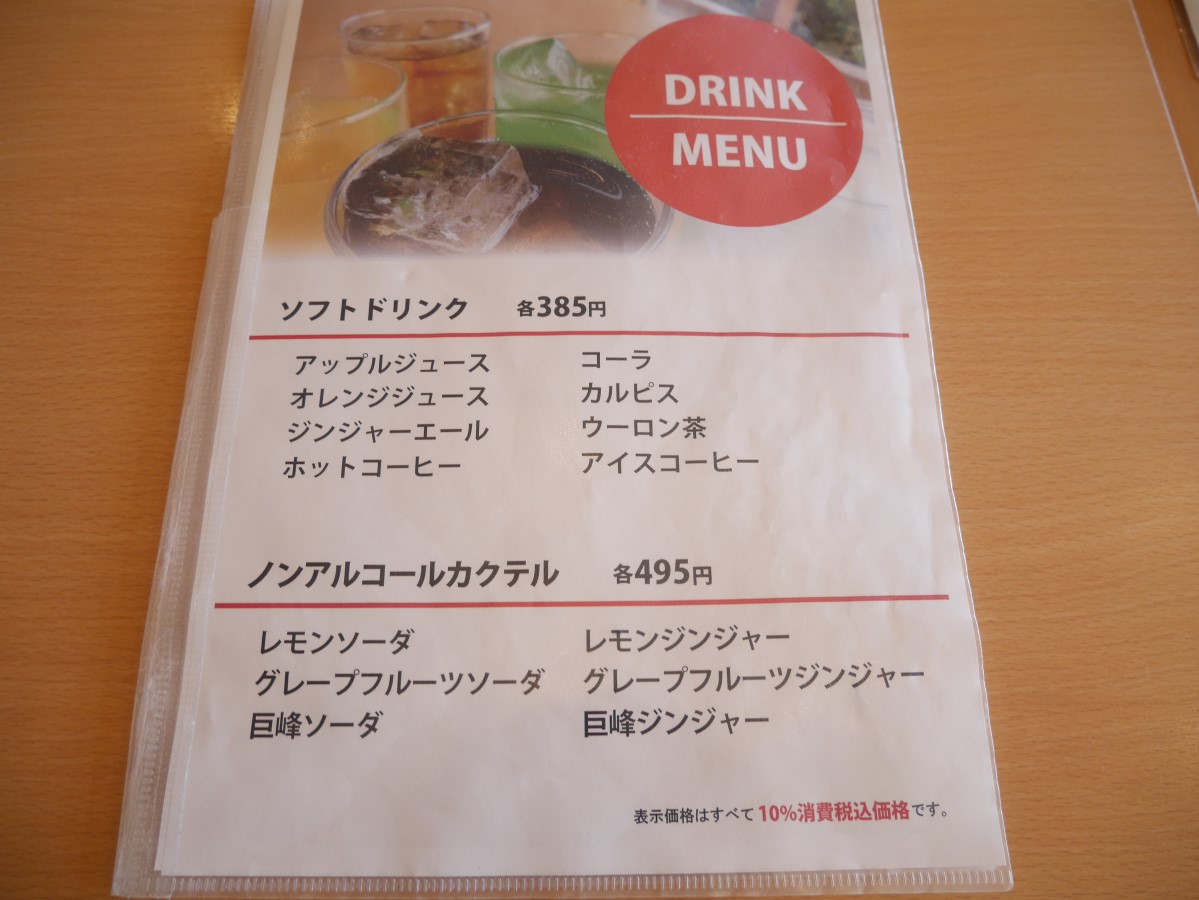 DRINK
MENU
ソフトドリンク 各385円
アップルジュース コーラ
オレンジジュース カルピス
ジンジャーエール ウーロン茶
ホットコーヒー アイスコーヒー
ノンアルコールカクテル 各495円
レモンソーダ レモンジンジャー
グレープフルーツソーダ グレープフルーツジンジャー
巨峰ソーダ 巨峰ジンジャー
表示価格はすべて10%消費税込価格です。